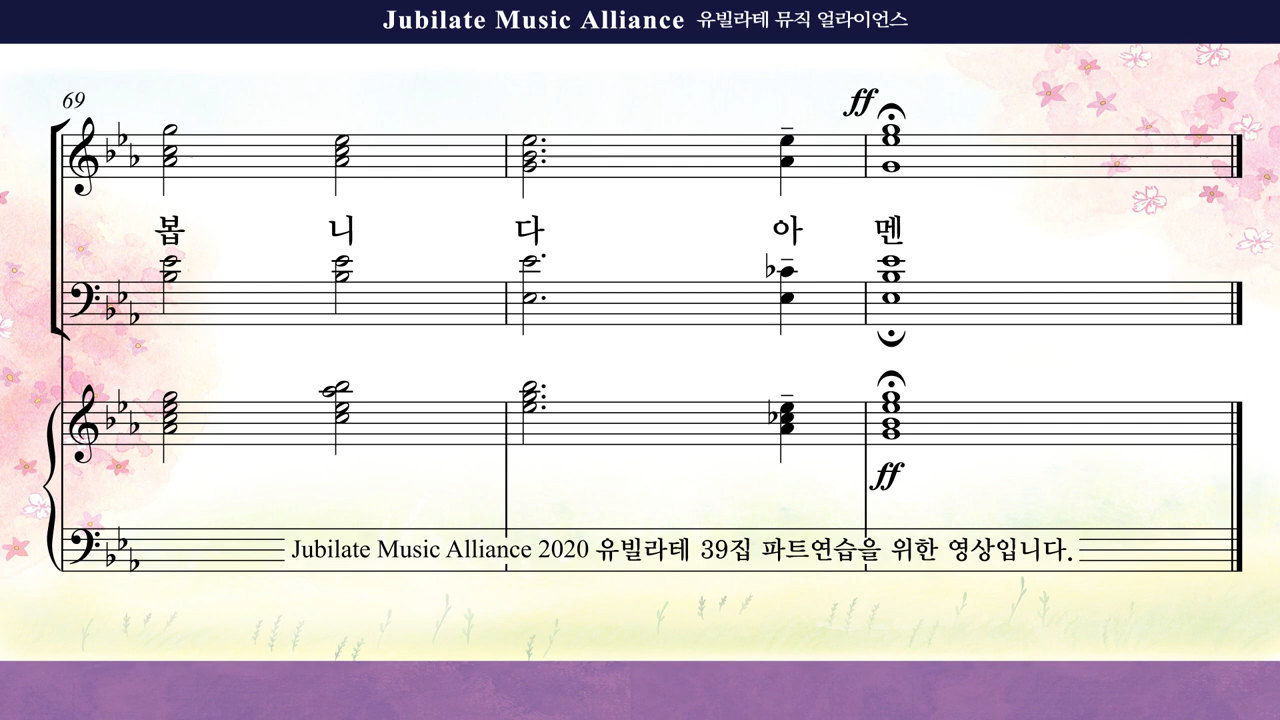 Jubilate Music Alliance 유빌라테 뮤직 얼라이언스
69
ff
봅 니 다 아 멘
ff
Jubilate Music Alliance 2020 유빌라테 39집 파트연습을 위한 영상입니다.